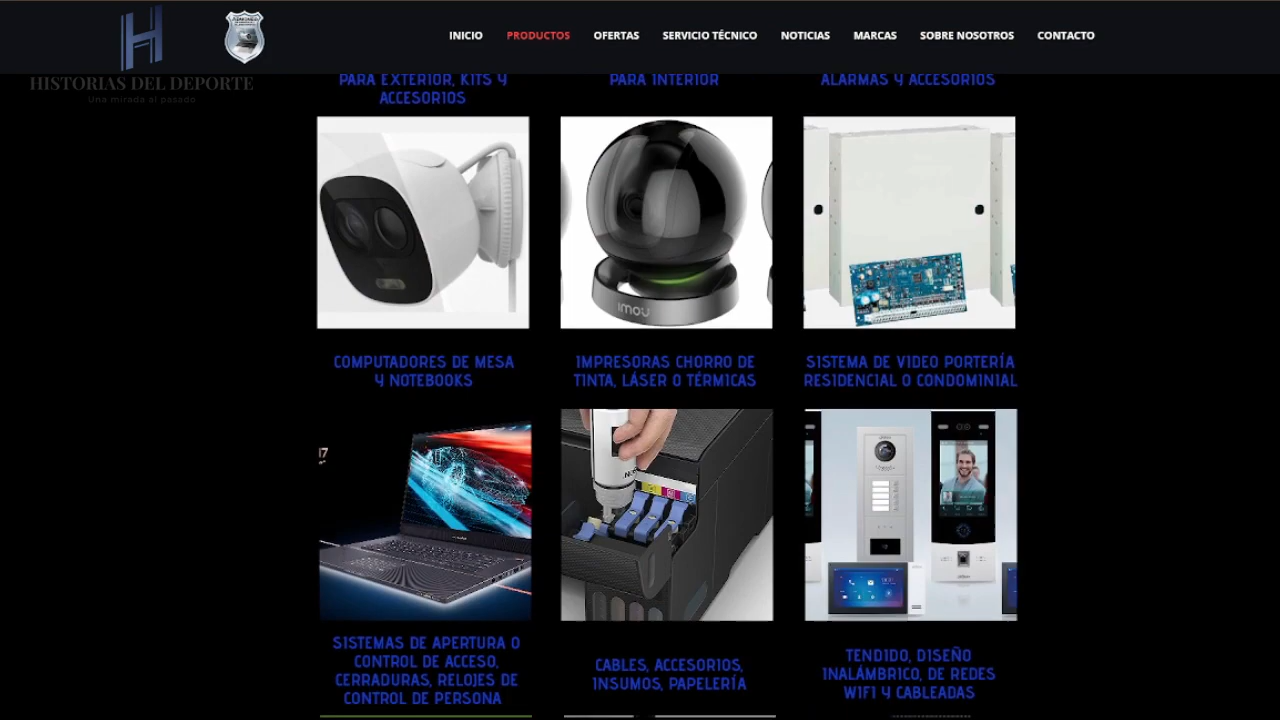 INICIO PRODUCTOS OFERTAS SERVICIO TÉCNICO NOTICIAS MARCAS SOBRE NOSOTROS CONTACTO
HISTORIAS DEL DEPORTE
Una mirada al pasado
PARA EXTERIOR, KITS Y
ACCESORIOS
PARA INTERIOR
ALARMAS Y ACCESORIOS
imou
COMPUTADORES DE MESA
Y NOTEBOOKS
IMPRESORAS CHORRO DE
TINTA, LÁSER O TÉRMICAS
SISTEMA DE VIDEO PORTERÍA
RESIDENCIAL O CONDOMINIAL
SISTEMAS DE APERTURA O
CONTROL DE ACCESO,
CERRADURAS, RELOJES DE
CONTROL DE PERSONA
CABLES, ACCESORIOS,
INSUMOS, PAPELERÍA
TENDIDO, DISEÑO
INALÁMBRICO, DE REDES
WIFI Y CABLEADAS